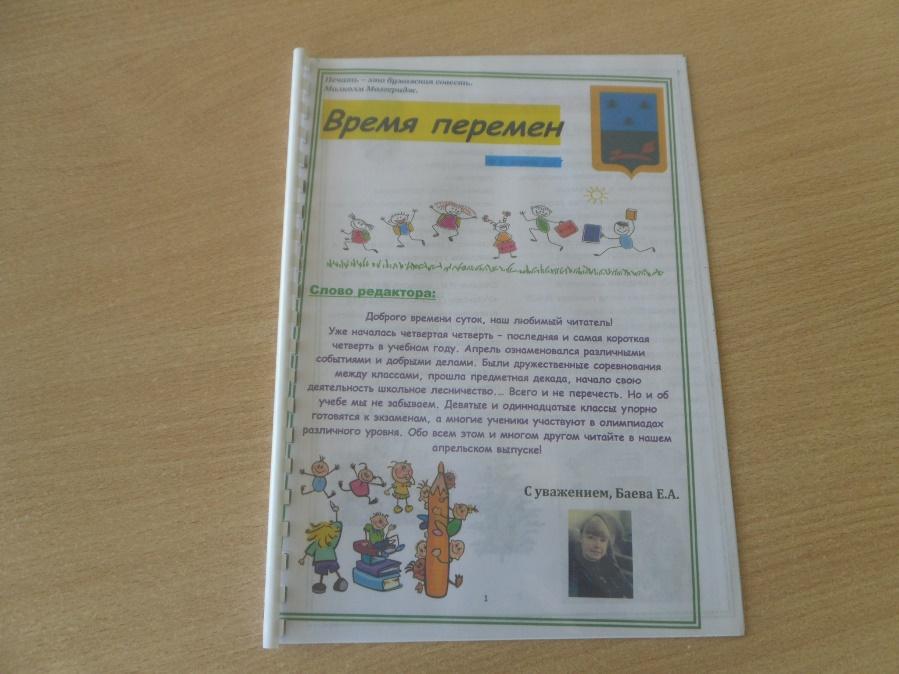 Печать – это бумажная совесть.
Малколм Маггридж.
Время перемен
Слово редактора:
Доброго времени суток, наш любимый читатель!
Уже началась четвертая четверть – последняя и самая короткая
четверть в учебном году. Апрель ознаменовался различными
событиями и добрыми делами. Были дружественные соревнования
между классами, прошла предметная декада, начало свою
деятельность школьное лесничество... Всего и не перечесть. Но и об
учебе мы не забываем. Девятые и одиннадцатые классы упорно
готовятся к экзаменам, а многие ученики участвуют в олимпиадах
различного уровня. Обо всем этом и многом другом читайте в нашем
апрельском выпуске!
С уважением, Баева Е.А.
1